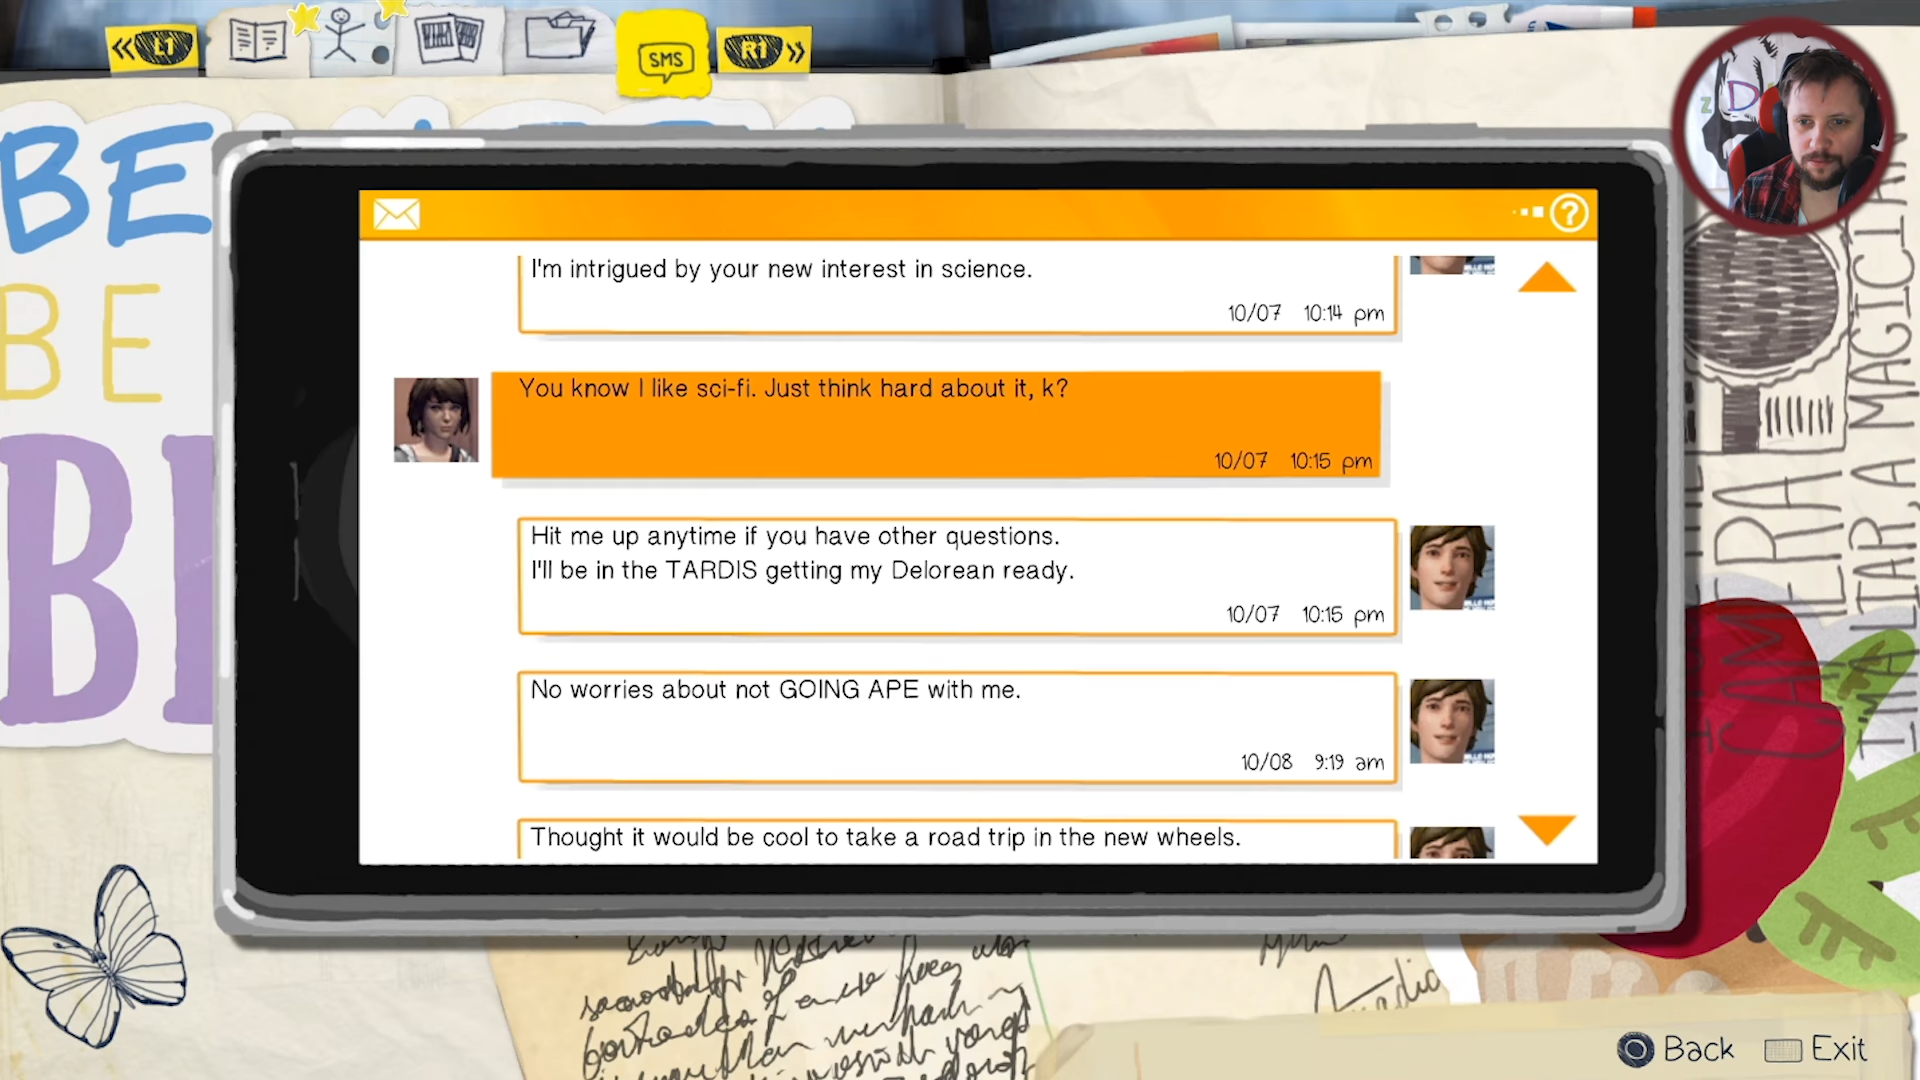 L1
SMS
R1
BE
I'm intrigued by your new interest in science.
10/07 10:14 pm
You know I like sci-fi. Just think hard about it, k?
10/07 10:15 pm
BE
Hit me up anytime if you have other questions.
I'll be in the TARDIS getting my Delorean ready.
10/07 10:15 pm
No worries about not GOING APE with me.
10/08 9:19 am
Thought it would be cool to take a road trip in the new wheels.
CAMERA
I'M A LIAR, A MAGICIAN
Back
Exit